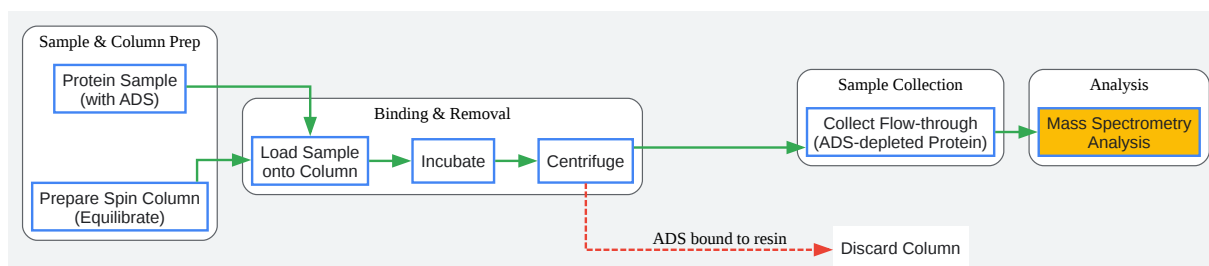 Sample & Column Prep
Protein Sample
(with ADS)
Prepare Spin Column
(Equilibrate)
Binding & Removal
Load Sample
onto Column
Incubate
Centrifuge
Sample Collection
Collect Flow-through
(ADS-depleted Protein)
Analysis
Mass Spectrometry
Analysis
ADS bound to resin
Discard Column